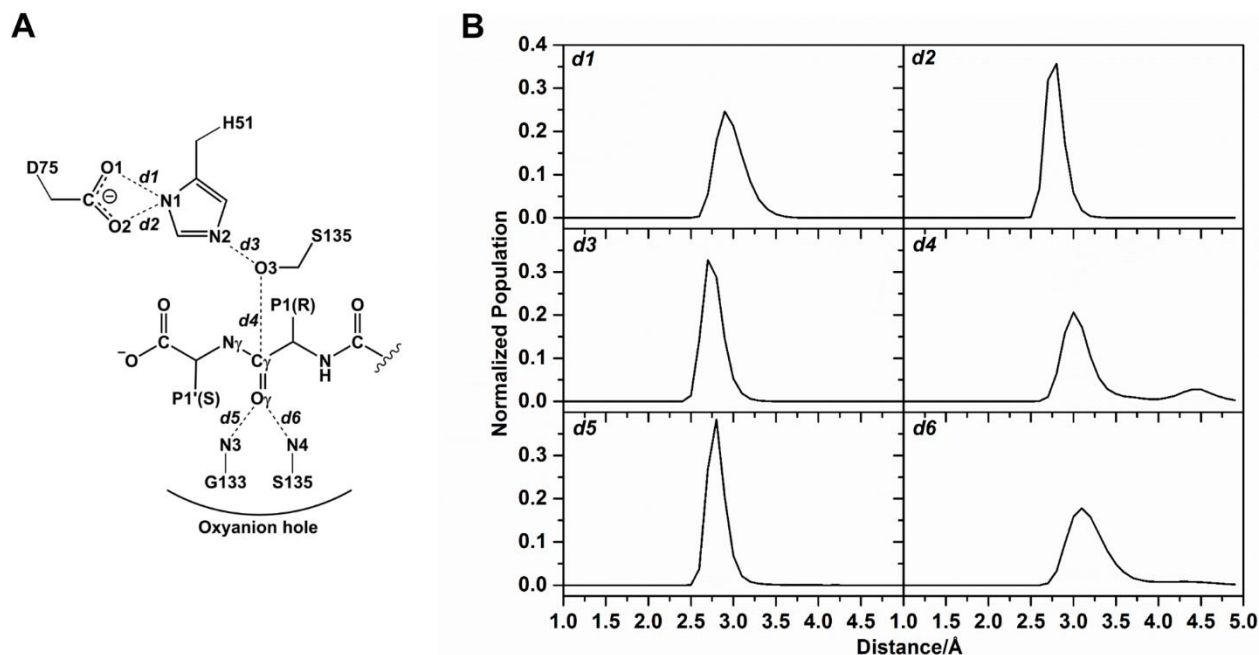 A
H51
D75
O1
d1
N1
O2
d2
N2
d3
S135
O3
O
P1(R)
O
d4
⁻O
Nγ
Cγ
N
H
P1'(S)
Oγ
d5
d6
N3
N4
G133
S135
Oxyanion hole
B
d1
d2
d3
d4
d5
d6
0.4
0.3
0.2
0.1
0.0
0.3
0.2
0.1
0.0
0.3
0.2
0.1
0.0
Normalized Population
1.0 1.5 2.0 2.5 3.0 3.5 4.0 4.5 1.0 1.5 2.0 2.5 3.0 3.5 4.0 4.5 5.0
Distance/Å